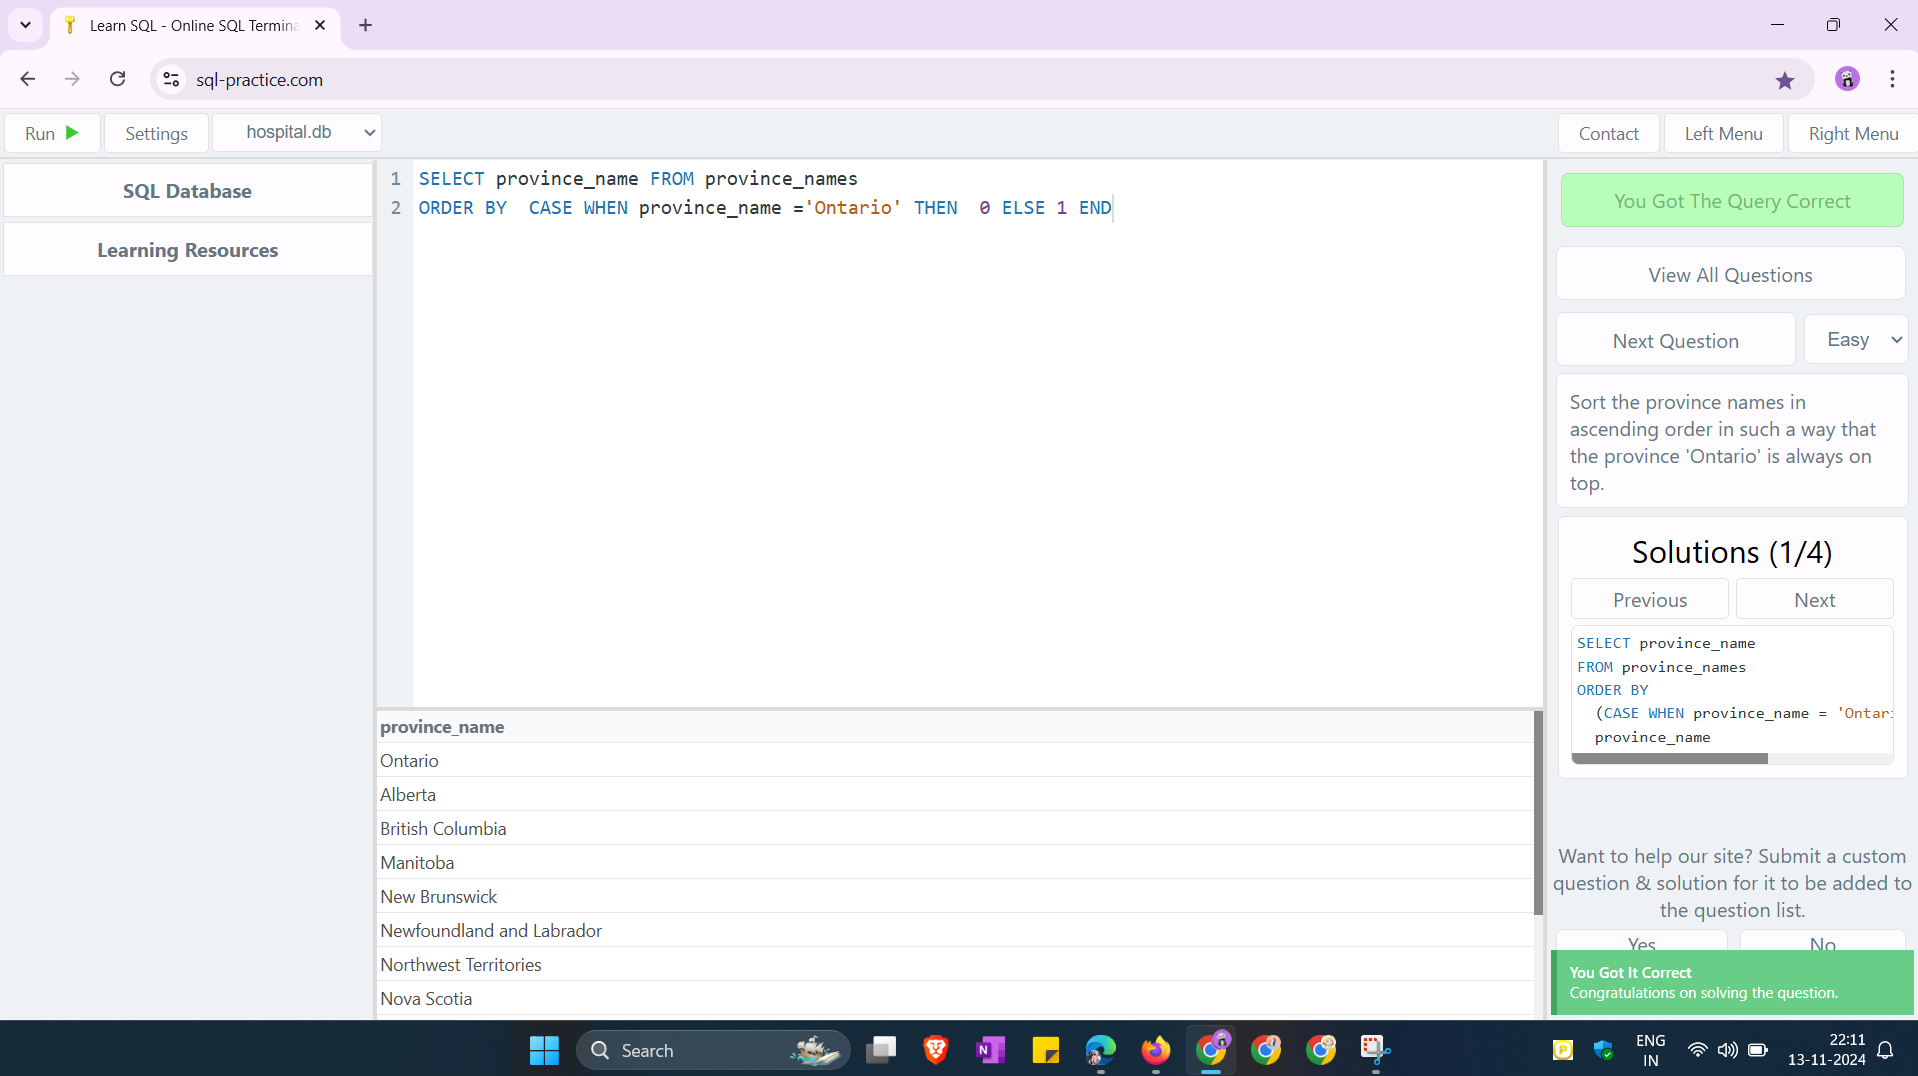 Learn SQL - Online SQL Termina
sql-practice.com
Run
Settings
hospital.db
Contact
Left Menu
Right Menu
SQL Database
Learning Resources
1 SELECT province_name FROM province_names
2 ORDER BY  CASE WHEN province_name ='Ontario' THEN  0 ELSE 1 END
province_name
Ontario
Alberta
British Columbia
Manitoba
New Brunswick
Newfoundland and Labrador
Northwest Territories
Nova Scotia
You Got The Query Correct
View All Questions
Next Question
Easy
Sort the province names in
ascending order in such a way that
the province 'Ontario' is always on
top.
Solutions (1/4)
Previous
Next
SELECT province_name
FROM province_names
ORDER BY
(CASE WHEN province_name = 'Ontari
province_name
Want to help our site? Submit a custom
question & solution for it to be added to
the question list.
Yes
No
You Got It Correct
Congratulations on solving the question.
Search
N
P
ENG
IN
22:11
13-11-2024